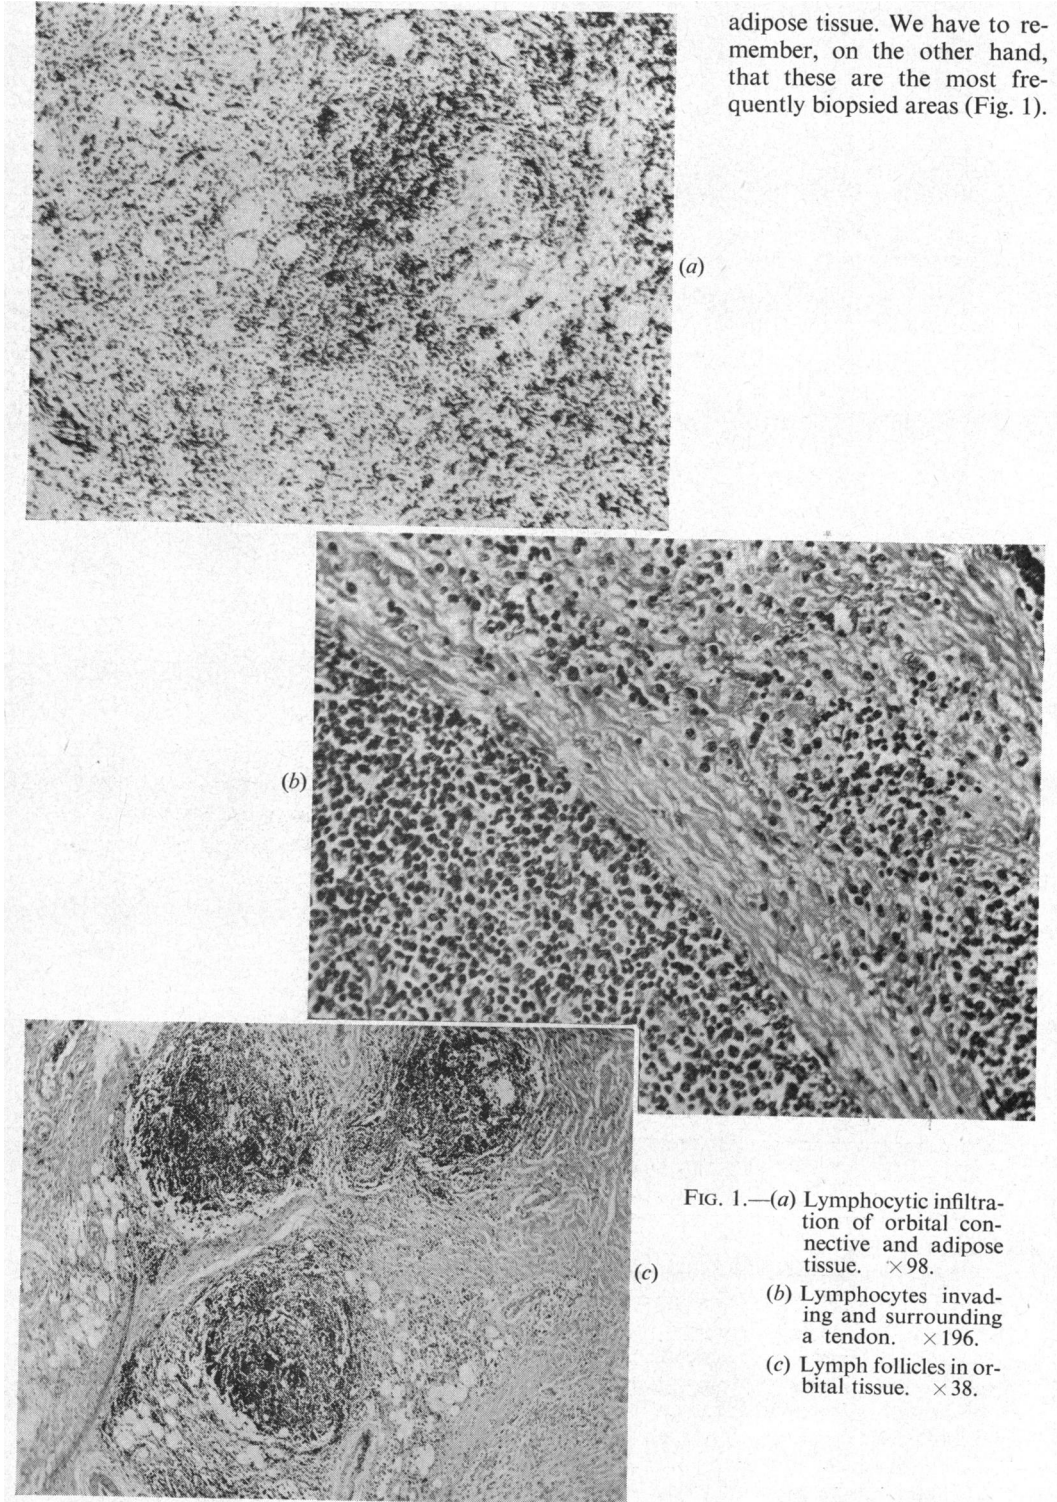 adipose tissue. We have to re-
member, on the other hand,
that these are the most fre-
quently biopsied areas (Fig. 1).
(a)
(b)
(c)
FIG. 1.—(a) Lymphocytic infiltra-
tion of orbital con-
nective and adipose
tissue. ×98.
(b) Lymphocytes invad-
ing and surrounding
a tendon. ×196.
(c) Lymph follicles in or-
bital tissue. ×38.